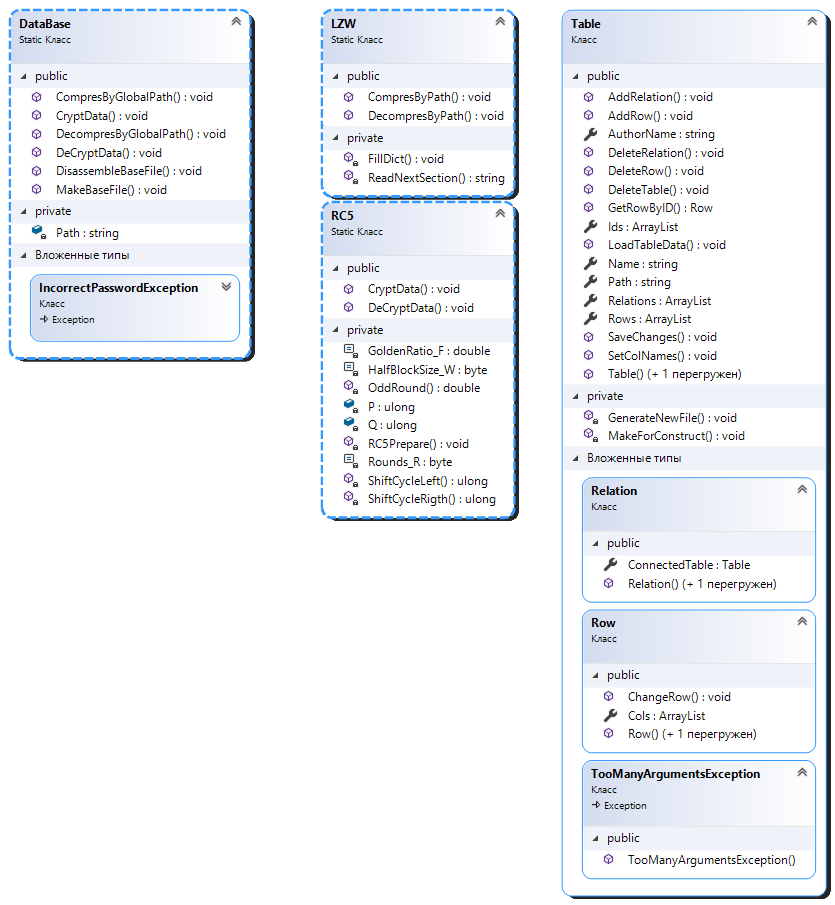 DataBase
Static Класс
public
CompresByGlobalPath() : void
CryptData() : void
DecompresByGlobalPath() : void
DeCryptData() : void
DisassembleBaseFile() : void
MakeBaseFile() : void
private
Path : string
Вложенные типы
IncorrectPasswordException
Класс
Exception
LZW
Static Класс
public
CompresByPath() : void
DecompresByPath() : void
private
FillDict() : void
ReadNextSection() : string
RC5
Static Класс
public
CryptData() : void
DeCryptData() : void
private
GoldenRatio_F : double
HalfBlockSize_W : byte
OddRound() : double
P : ulong
Q : ulong
RC5Prepare() : void
Rounds_R : byte
ShiftCycleLeft() : ulong
ShiftCycleRigth() : ulong
Table
Класс
public
AddRelation() : void
AddRow() : void
AuthorName : string
DeleteRelation() : void
DeleteRow() : void
DeleteTable() : void
GetRowByID() : Row
Ids : ArrayList
LoadTableData() : void
Name : string
Path : string
Relations : ArrayList
Rows : ArrayList
SaveChanges() : void
SetColNames() : void
Table() (+ 1 перегружен)
private
GenerateNewFile() : void
MakeForConstruct() : void
Вложенные типы
Relation
Класс
public
ConnectedTable : Table
Relation() (+ 1 перегружен)
Row
Класс
public
ChangeRow() : void
Cols : ArrayList
Row() (+ 1 перегружен)
TooManyArgumentsException
Класс
Exception
public
TooManyArgumentsException()